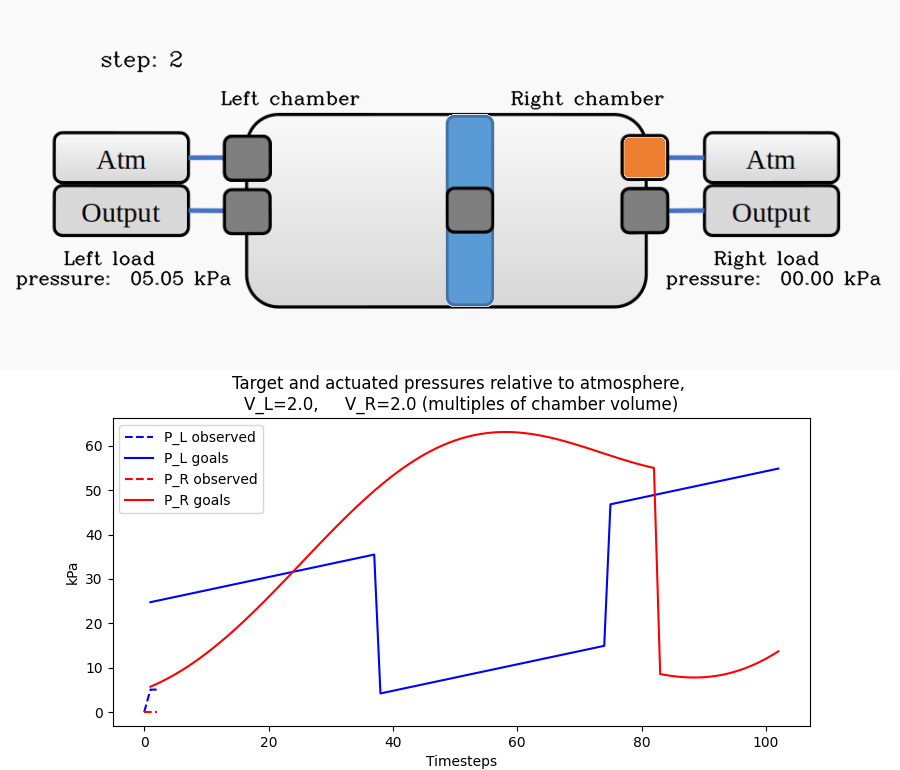 step: 2
Left chamber
Right chamber
Atm
Atm
Output
Output
Left load
pressure: 05.05 kPa
Right load
pressure: 00.00 kPa
Target and actuated pressures relative to atmosphere,
V_L=2.0, V_R=2.0 (multiples of chamber volume)
P_L observed
P_L goals
P_R observed
P_R goals
kPa
60
50
40
30
20
10
0
0 20 40 60 80 100
Timesteps